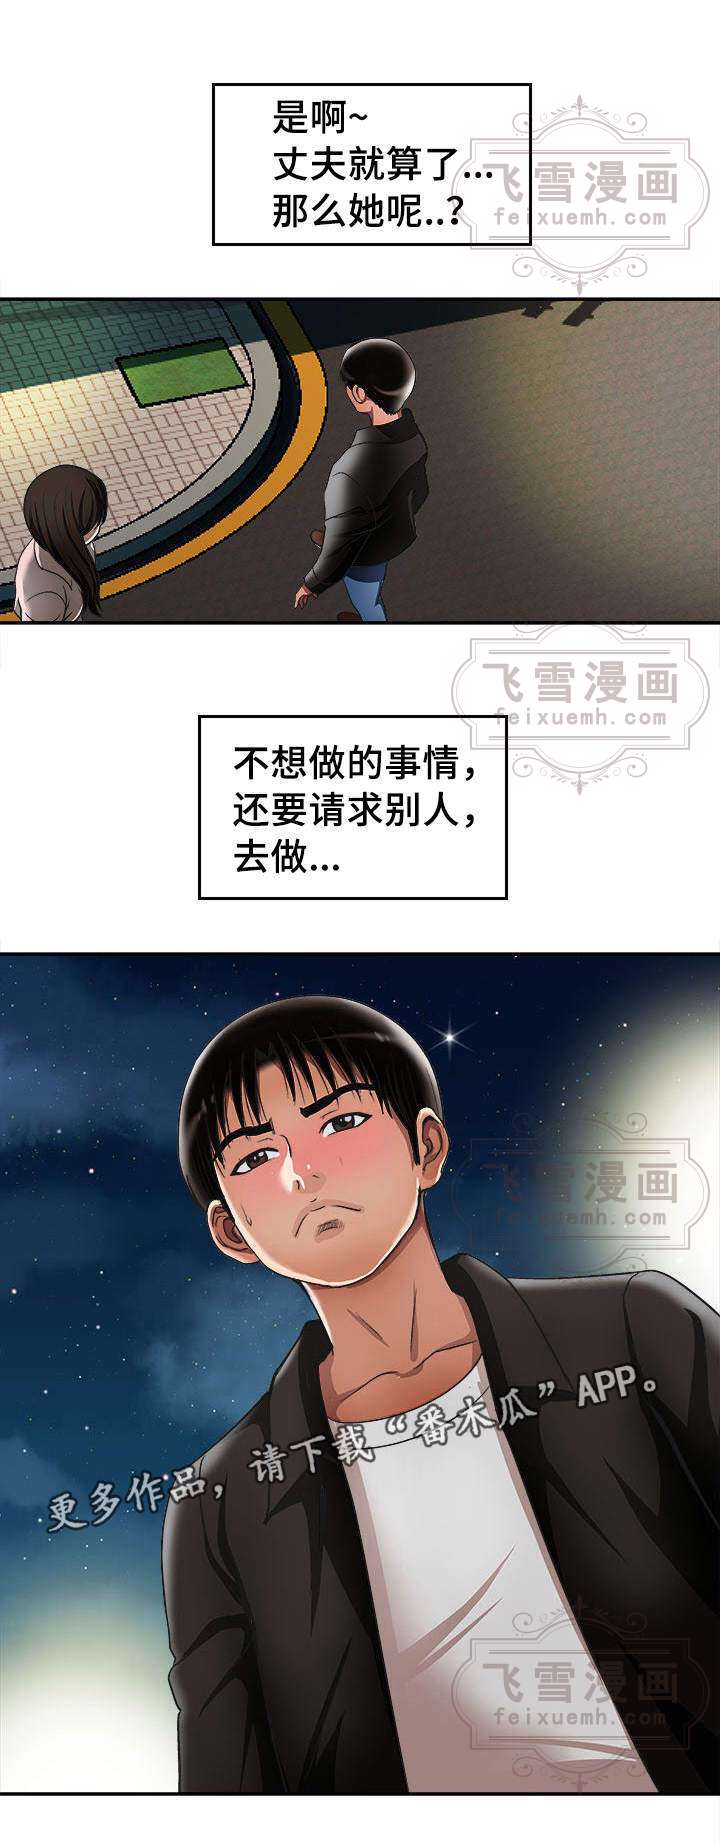 是啊~
丈夫就算了...
那么她呢..?
飞雪漫画
feixuemh.com
飞雪漫画
feixuemh.com
不想做的事情，
还要请求别人，
去做...
飞雪漫画
feixuemh.com
更多作品，请下载“番木瓜”APP。
飞雪漫画
feixuemh.com